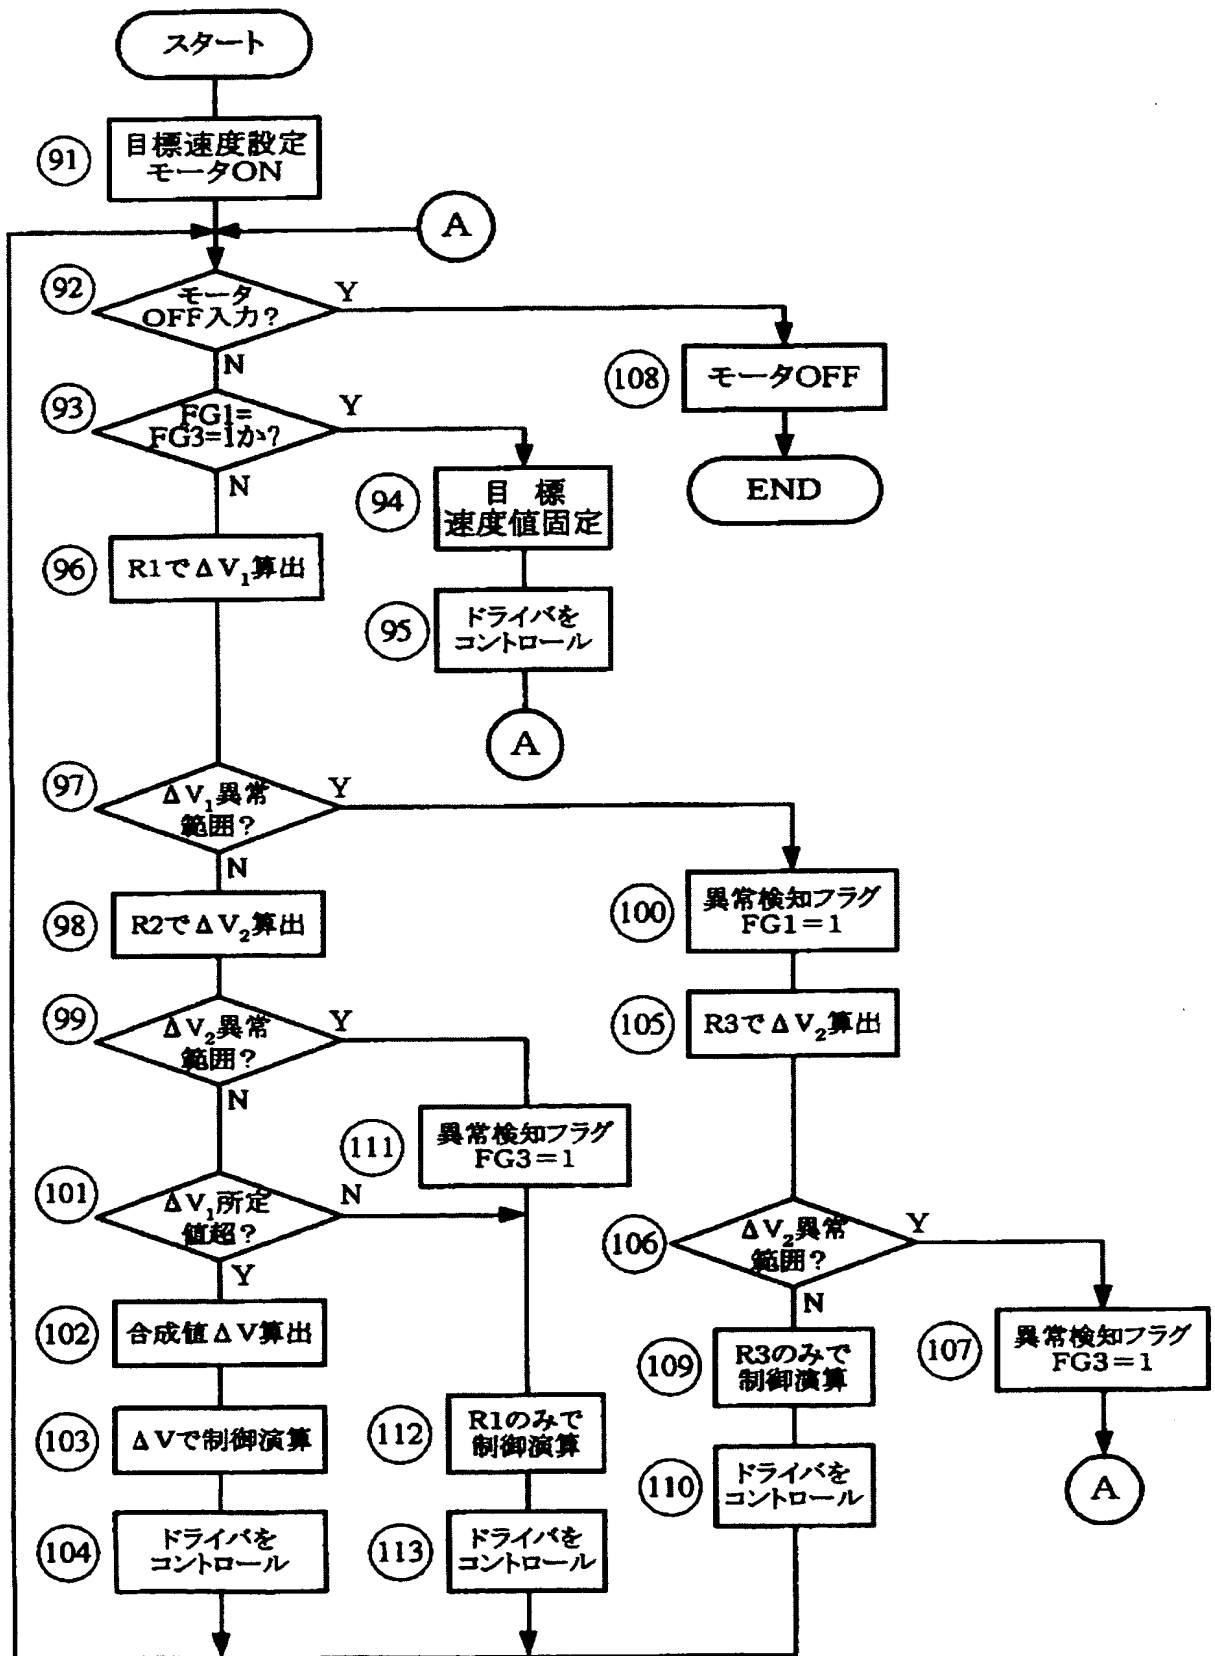 スタート
91
目標速度設定
モータON
A
92
モータ
OFF入力?
Y
N
108
モータOFF
END
93
FG1=
FG3=1か?
Y
N
94
目 標
速度値固定
95
ドライバを
コントロール
A
96
R1でΔV₁算出
97
ΔV₁異常
範囲?
Y
N
98
R2でΔV₂算出
99
ΔV₂異常
範囲?
Y
N
100
異常検知フラグ
FG1=1
105
R3でΔV₂算出
111
異常検知フラグ
FG3=1
101
ΔV₁所定
値超?
N
Y
106
ΔV₂異常
範囲?
Y
N
102
合成値ΔV算出
109
R3のみで
制御演算
107
異常検知フラグ
FG3=1
103
ΔVで制御演算
112
R1のみで
制御演算
110
ドライバを
コントロール
A
104
ドライバを
コントロール
113
ドライバを
コントロール